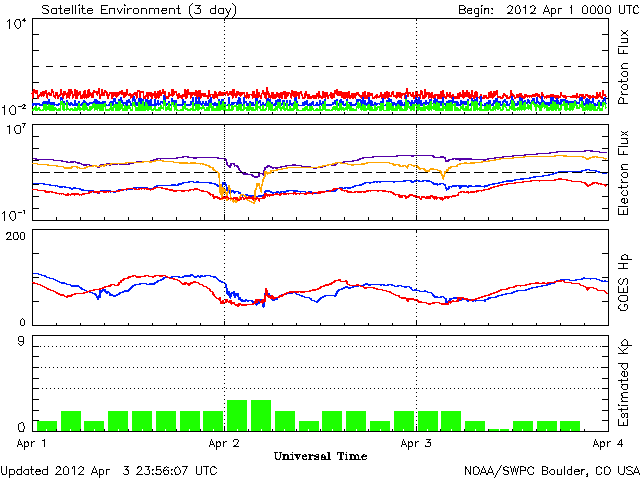 Satellite Environment (3 day) Begin: 2012 Apr 1 0000 UTC
10^4
10^-2
Proton Flux
10^7
10^-1
Electron Flux
200
0
GOES Hp
9
0
Estimated Kp
Apr 1 Apr 2 Apr 3 Apr 4
Universal Time
Updated 2012 Apr 3 23:56:07 UTC NOAA/SWPC Boulder, CO USA